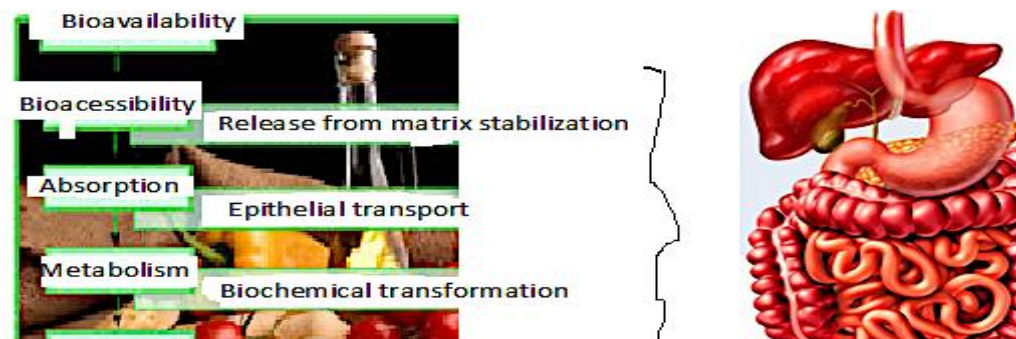 Bioavailability
Bioacessibility
Release from matrix stabilization
Absorption
Epithelial transport
Metabolism
Biochemical transformation